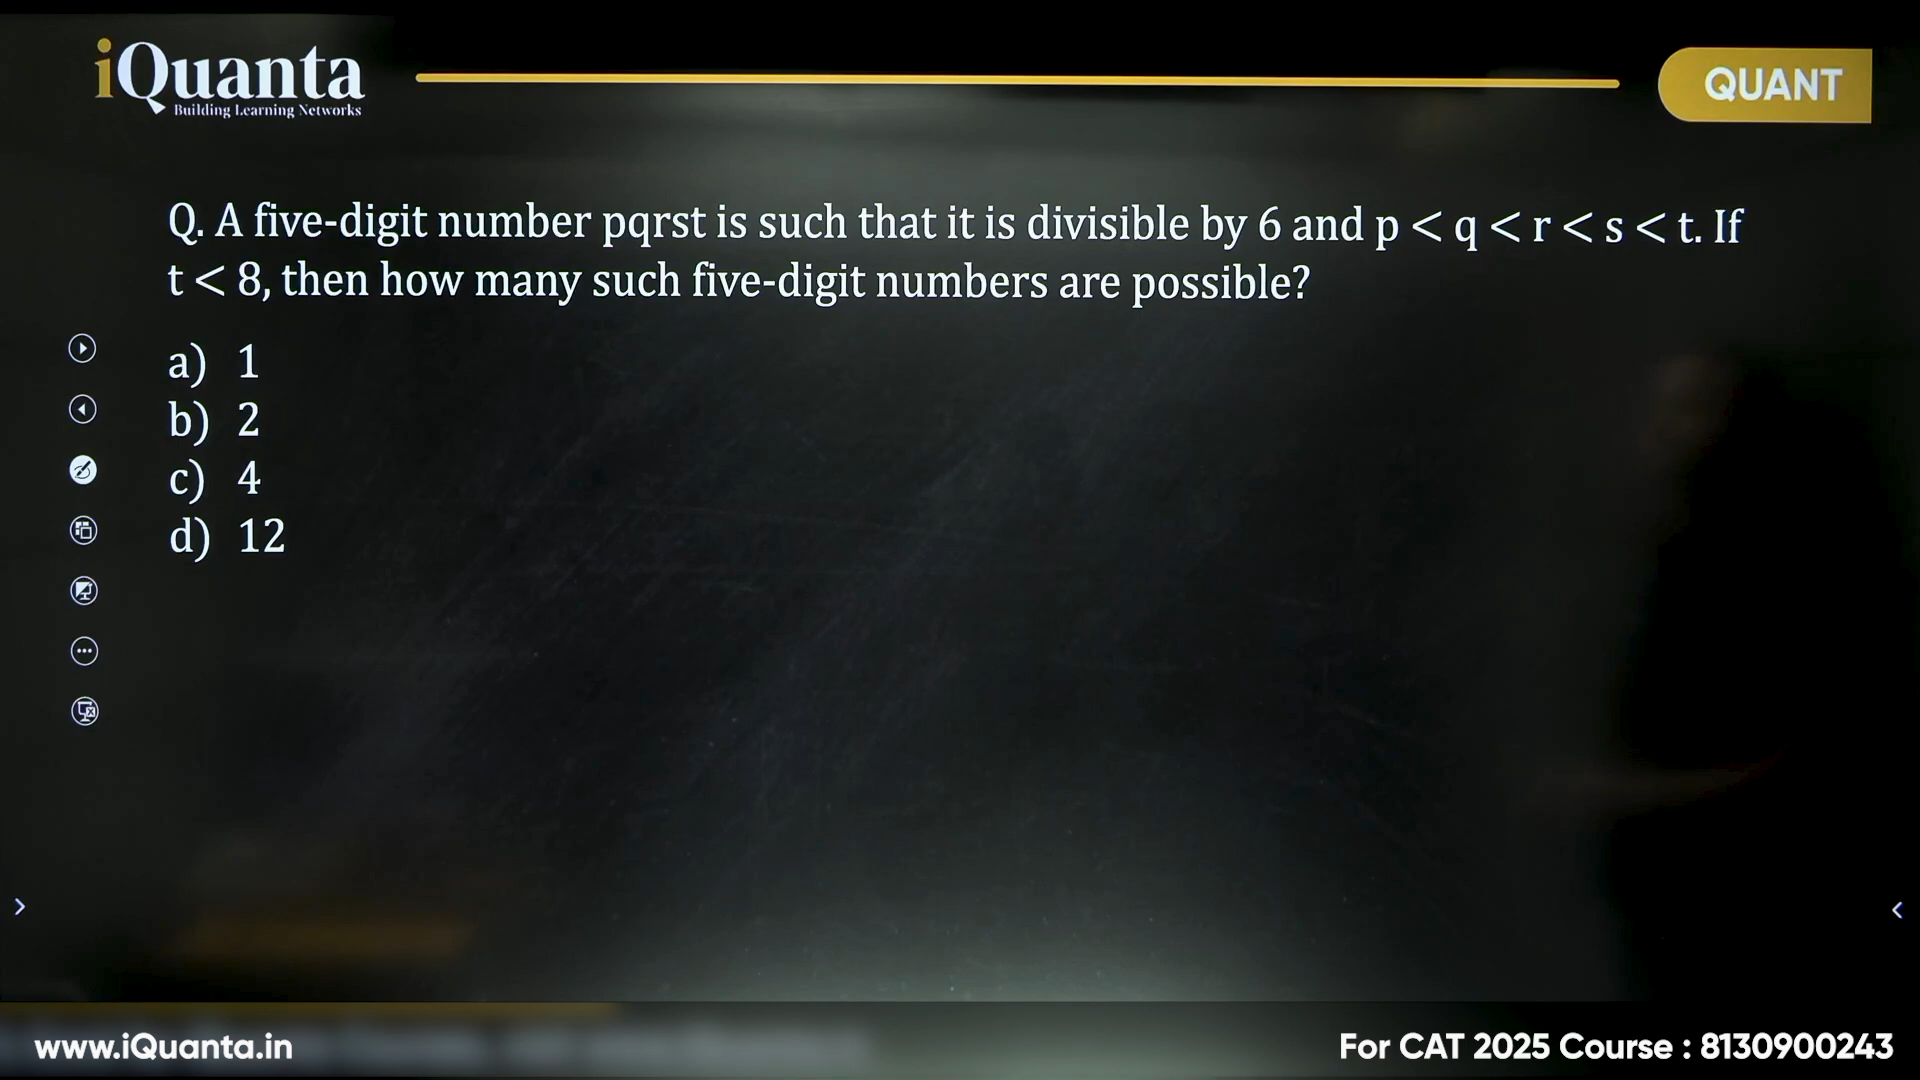 iQuanta
Building Learning Networks
QUANT
Q. A five-digit number pqrst is such that it is divisible by 6 and p < q < r < s < t. If
t < 8, then how many such five-digit numbers are possible?
a) 1
b) 2
c) 4
d) 12
www.iQuanta.in
For CAT 2025 Course : 8130900243